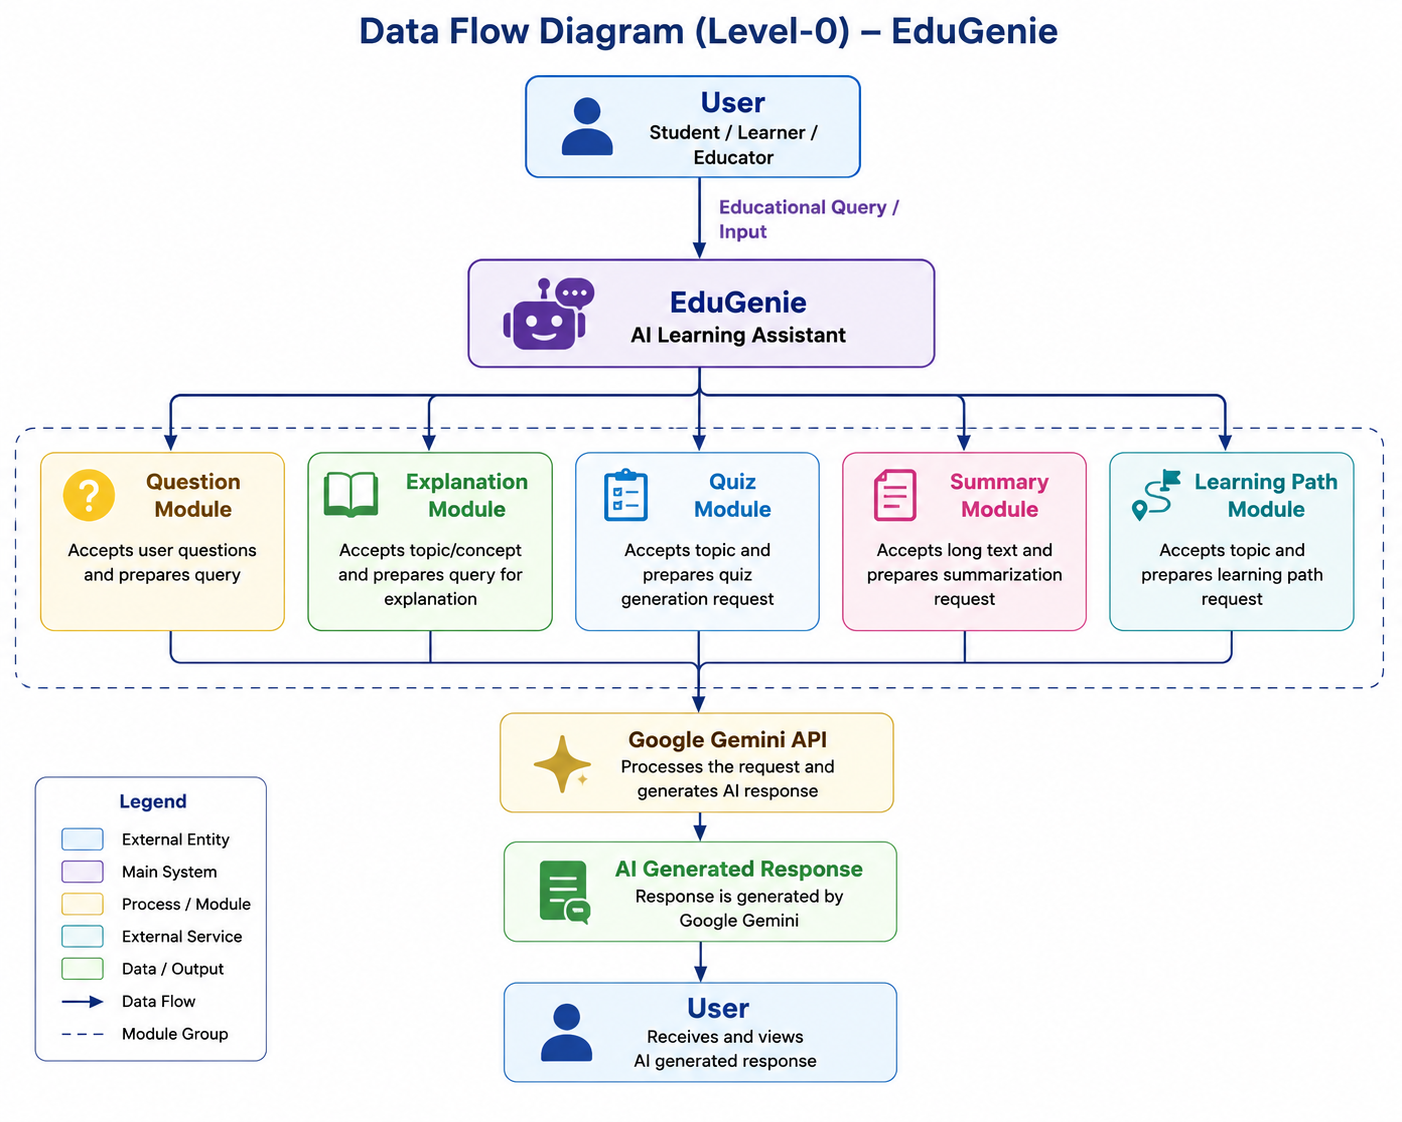 Data Flow Diagram (Level-0) – EduGenie
User
Student / Learner /
Educator
Educational Query /
Input
EduGenie
AI Learning Assistant
Question
Module
Accepts user questions
and prepares query
Explanation
Module
Accepts topic/concept
and prepares query for
explanation
Quiz
Module
Accepts topic and
prepares quiz
generation request
Summary
Module
Accepts long text and
prepares summarization
request
Learning Path
Module
Accepts topic and
prepares learning path
request
Google Gemini API
Processes the request and
generates AI response
AI Generated Response
Response is generated by
Google Gemini
User
Receives and views
AI generated response
Legend
External Entity
Main System
Process / Module
External Service
Data / Output
Data Flow
Module Group